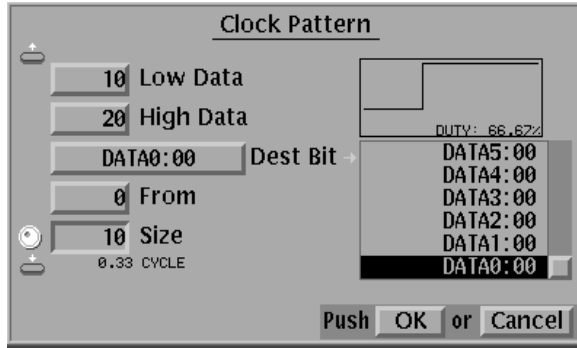 Clock Pattern
10 Low Data
20 High Data
DATA0:00 Dest Bit →
0 From
10 Size
0.33 CYCLE
DUTY: 66.67%
DATA5:00
DATA4:00
DATA3:00
DATA2:00
DATA1:00
DATA0:00
Push OK or Cancel